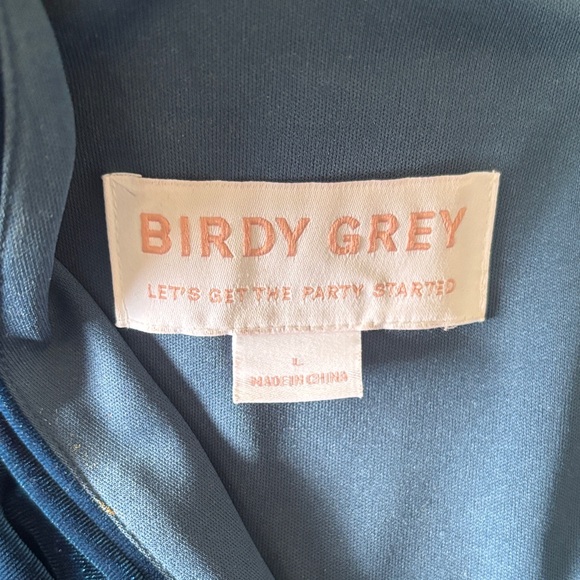 BIRDY GREY
LET'S GET THE PARTY STARTED
L
MADE IN CHINA